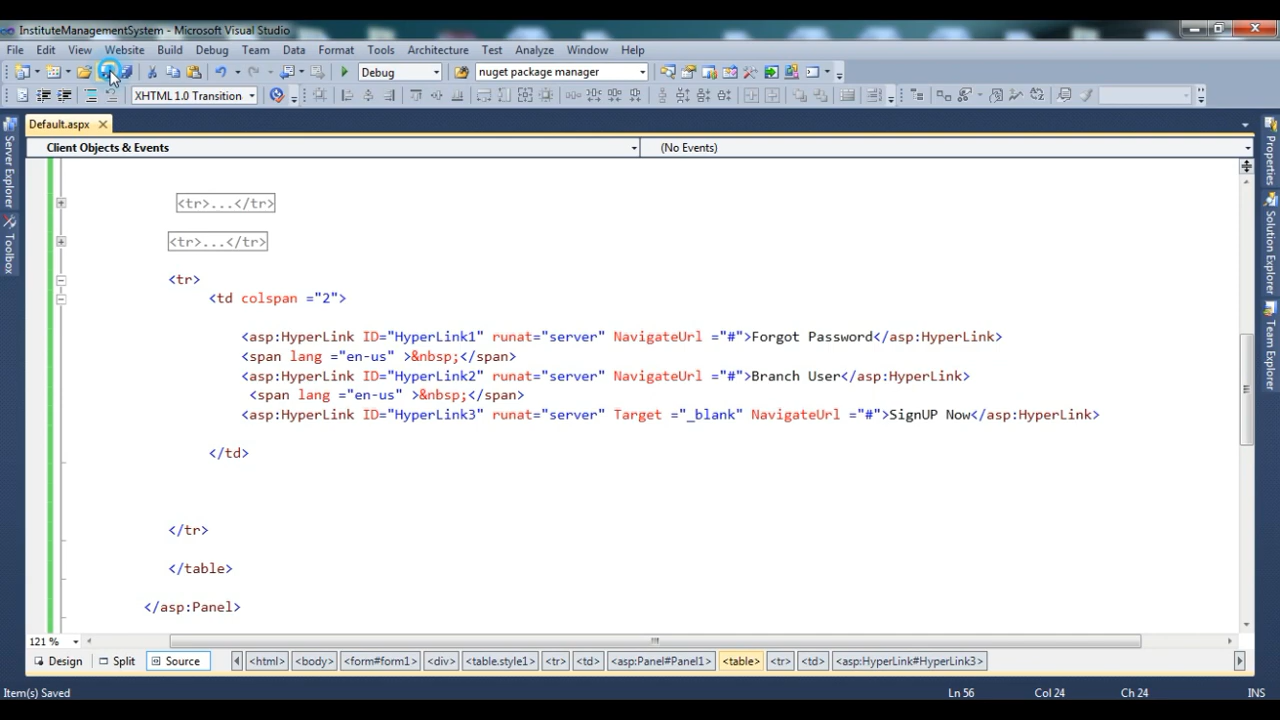 InstituteManagementSystem - Microsoft Visual Studio
File Edit View Website Build Debug Team Data Format Tools Architecture Test Analyze Window Help
Debug nuget package manager
XHTML 1.0 Transition
Default.aspx
Client Objects & Events (No Events)
Server Explorer
Toolbox
Properties
Solution Explorer
Team Explorer
<tr>...</tr>
<tr>...</tr>
<tr>
<td colspan ="2">
<asp:HyperLink ID="HyperLink1" runat="server" NavigateUrl ="#">Forgot Password</asp:HyperLink>
<span lang ="en-us" >&nbsp;</span>
<asp:HyperLink ID="HyperLink2" runat="server" NavigateUrl ="#">Branch User</asp:HyperLink>
<span lang ="en-us" >&nbsp;</span>
<asp:HyperLink ID="HyperLink3" runat="server" Target ="_blank" NavigateUrl ="#">SignUP Now</asp:HyperLink>
</td>
</tr>
</table>
</asp:Panel>
121 %
Design Split Source <html> <body> <form#form1> <div> <table.style1> <tr> <td> <asp:Panel#Panel1> <table> <tr> <td> <asp:HyperLink#HyperLink3>
Item(s) Saved Ln 56 Col 24 Ch 24 INS